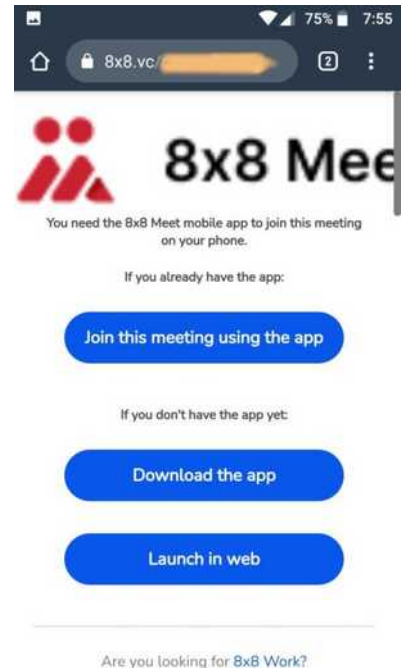 75% 7:55
8x8.vc/
2
8x8 Mee
You need the 8x8 Meet mobile app to join this meeting
on your phone.
If you already have the app:
Join this meeting using the app
If you don't have the app yet:
Download the app
Launch in web
Are you looking for 8x8 Work?